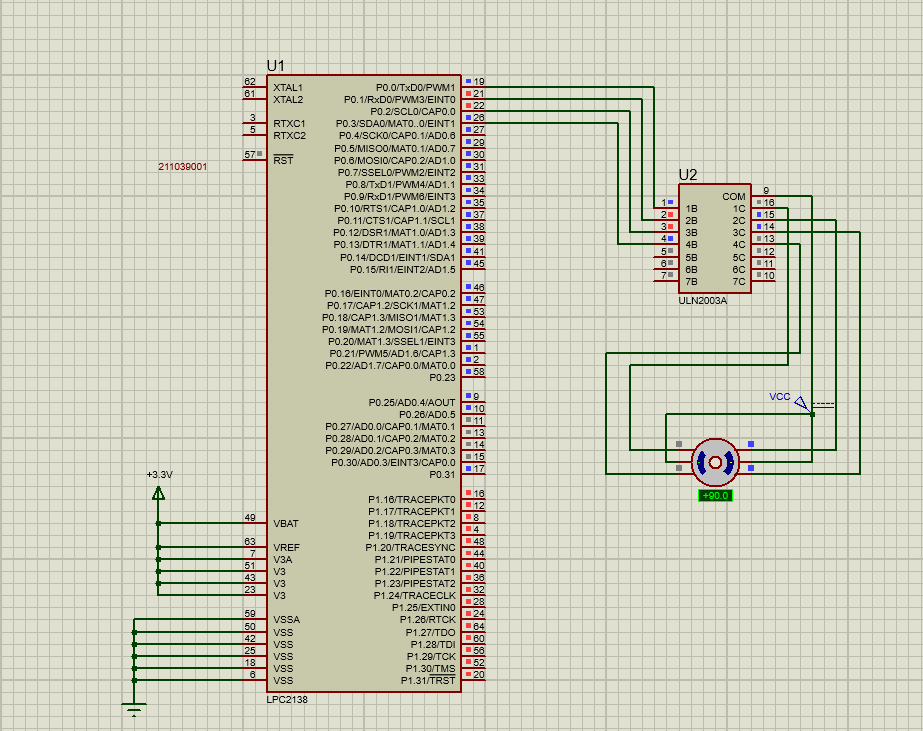 U1
62 XTAL1 P0.0/TxD0/PWM1 19
61 XTAL2 P0.1/RxD0/PWM3/EINT0 21
P0.2/SCL0/CAP0.0 22
3 RTXC1 P0.3/SDA0/MAT0..0/EINT1 26
5 RTXC2 P0.4/SCK0/CAP0.1/AD0.6 27
P0.5/MISO0/MAT0.1/AD0.7 29
57 RST P0.6/MOSI0/CAP0.2/AD1.0 30
211039001
P0.7/SSEL0/PWM2/EINT2 31
P0.8/TxD1/PWM4/AD1.1 33
P0.9/RxD1/PWM6/EINT3 34
P0.10/RTS1/CAP1.0/AD1.2 35
P0.11/CTS1/CAP1.1/SCL1 37
P0.12/DSR1/MAT1.0/AD1.3 38
P0.13/DTR1/MAT1.1/AD1.4 39
P0.14/DCD1/EINT1/SDA1 41
P0.15/RI1/EINT2/AD1.5 45
P0.16/EINT0/MAT0.2/CAP0.2 46
P0.17/CAP1.2/SCK1/MAT1.2 47
P0.18/CAP1.3/MISO1/MAT1.3 53
P0.19/MAT1.2/MOSI1/CAP1.2 54
P0.20/MAT1.3/SSEL1/EINT3 55
P0.21/PWM5/AD1.6/CAP1.3 1
P0.22/AD1.7/CAP0.0/MAT0.0 2
P0.23 58
P0.25/AD0.4/AOUT 9
P0.26/AD0.5 10
P0.27/AD0.0/CAP0.1/MAT0.1 11
P0.28/AD0.1/CAP0.2/MAT0.2 13
P0.29/AD0.2/CAP0.3/MAT0.3 14
P0.30/AD0.3/EINT3/CAP0.0 15
P0.31 17
P1.16/TRACEPKT0 16
P1.17/TRACEPKT1 12
P1.18/TRACEPKT2 8
P1.19/TRACEPKT3 4
P1.20/TRACESYNC 48
P1.21/PIPESTAT0 44
P1.22/PIPESTAT1 40
P1.23/PIPESTAT2 36
P1.24/TRACECLK 32
P1.25/EXTIN0 28
P1.26/RTCK 24
P1.27/TDO 64
P1.28/TDI 60
P1.29/TCK 56
P1.30/TMS 52
P1.31/TRST 20
+3.3V
49 VBAT
63 VREF
7 V3A
51 V3
43 V3
23 V3
59 VSSA
50 VSS
42 VSS
25 VSS
18 VSS
6 VSS
LPC2138
U2
COM 9
1 1B 1C 16
2 2B 2C 15
3 3B 3C 14
4 4B 4C 13
5 5B 5C 12
6 6B 6C 11
7 7B 7C 10
ULN2003A
VCC
+90.0